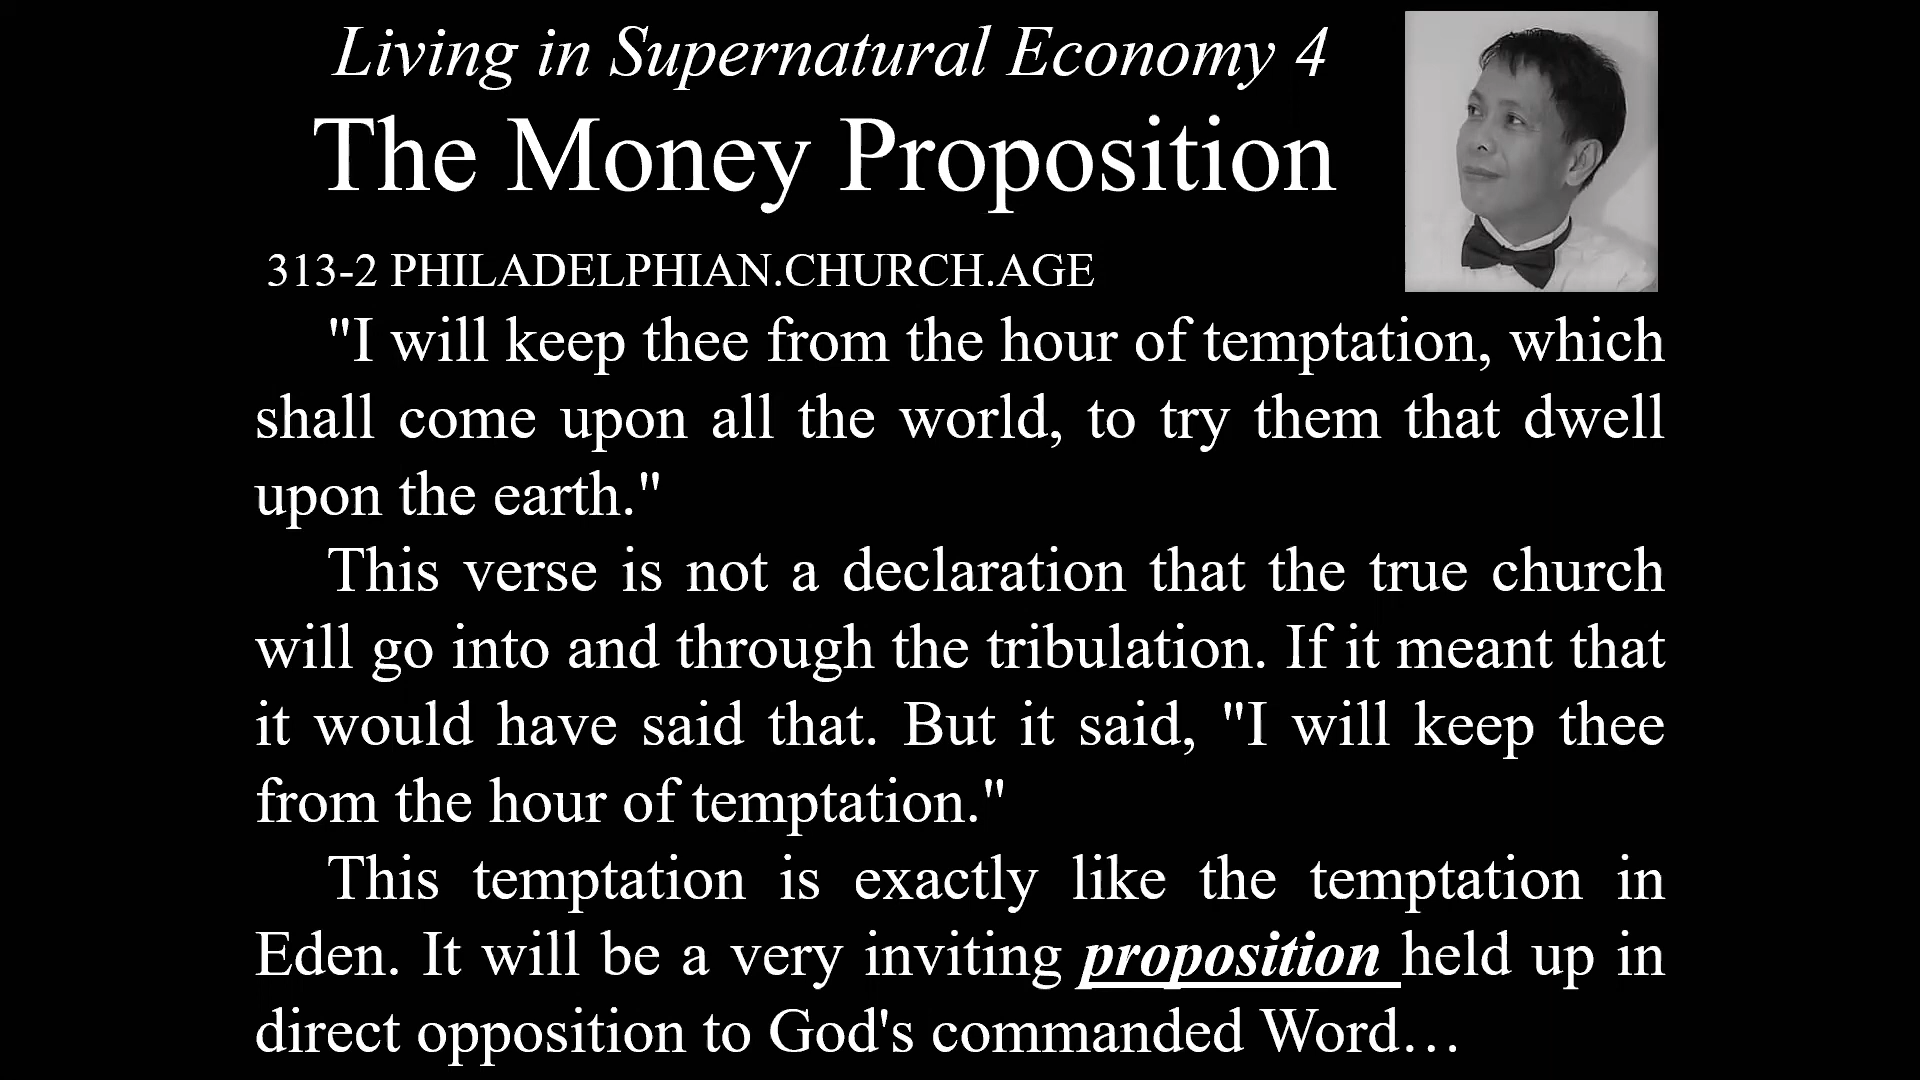 Living in Supernatural Economy 4
The Money Proposition
313-2 PHILADELPHIAN.CHURCH.AGE
"I will keep thee from the hour of temptation, which
shall come upon all the world, to try them that dwell
upon the earth."
This verse is not a declaration that the true church
will go into and through the tribulation. If it meant that
it would have said that. But it said, "I will keep thee
from the hour of temptation."
This temptation is exactly like the temptation in
Eden. It will be a very inviting proposition held up in
direct opposition to God's commanded Word…